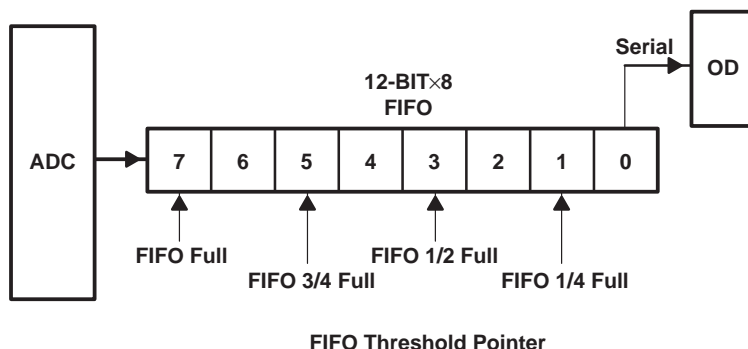 Serial
OD
12-BIT×8
FIFO
ADC
7 6 5 4 3 2 1 0
FIFO Full
FIFO 1/2 Full
FIFO 3/4 Full
FIFO 1/4 Full
FIFO Threshold Pointer